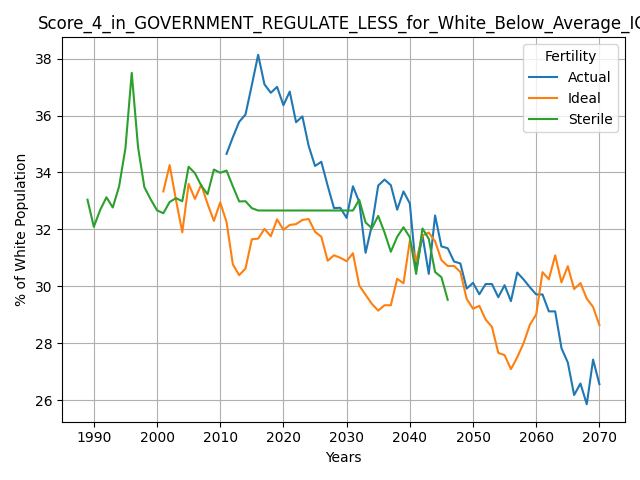 Score_4_in_GOVERNMENT_REGULATE_LESS_for_White_Below_Average_IQ
Fertility
Actual
Ideal
Sterile
% of White Population
38
36
34
32
30
28
26
1990
2000
2010
2020
2030
2040
2050
2060
2070
Years